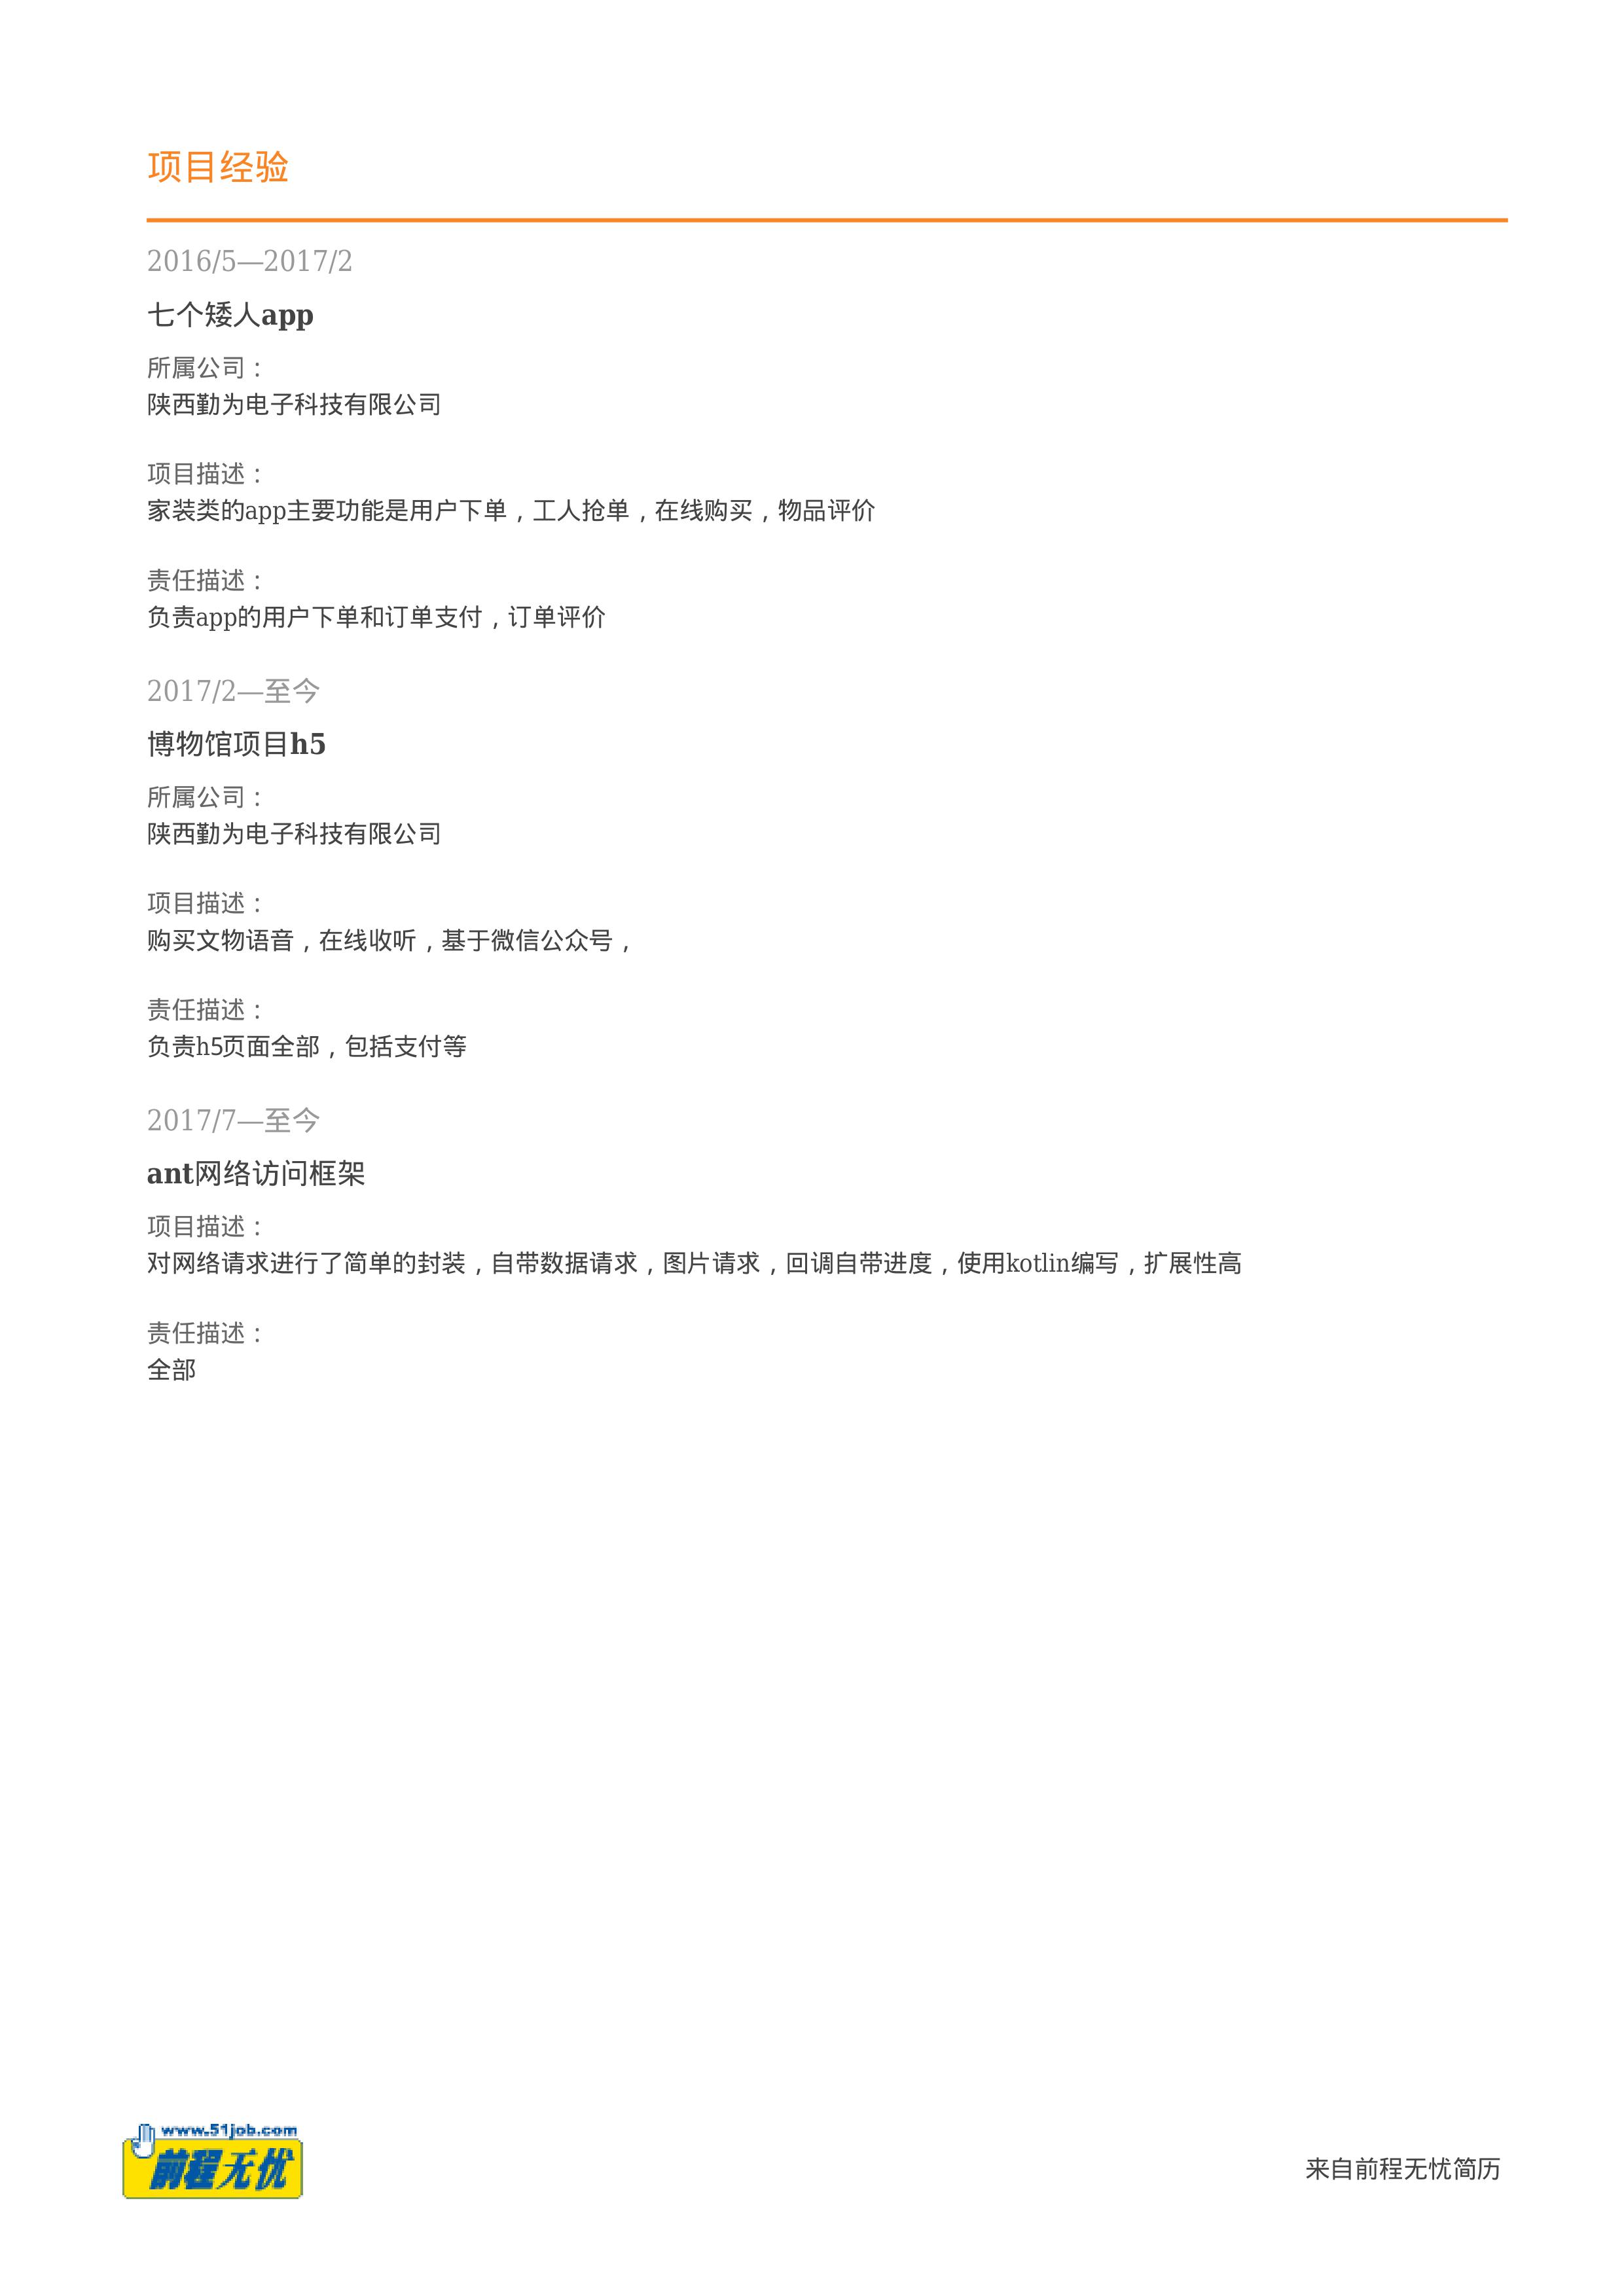 项目经验
2016/5—2017/2
七个矮人app
所属公司：
陕西勤为电子科技有限公司
项目描述：
家装类的app主要功能是用户下单，工人抢单，在线购买，物品评价
责任描述：
负责app的用户下单和订单支付，订单评价
2017/2—至今
博物馆项目h5
所属公司：
陕西勤为电子科技有限公司
项目描述：
购买文物语音，在线收听，基于微信公众号，
责任描述：
负责h5页面全部，包括支付等
2017/7—至今
ant网络访问框架
项目描述：
对网络请求进行了简单的封装，自带数据请求，图片请求，回调自带进度，使用kotlin编写，扩展性高
责任描述：
全部
www.51job.com
前程无忧
来自前程无忧简历